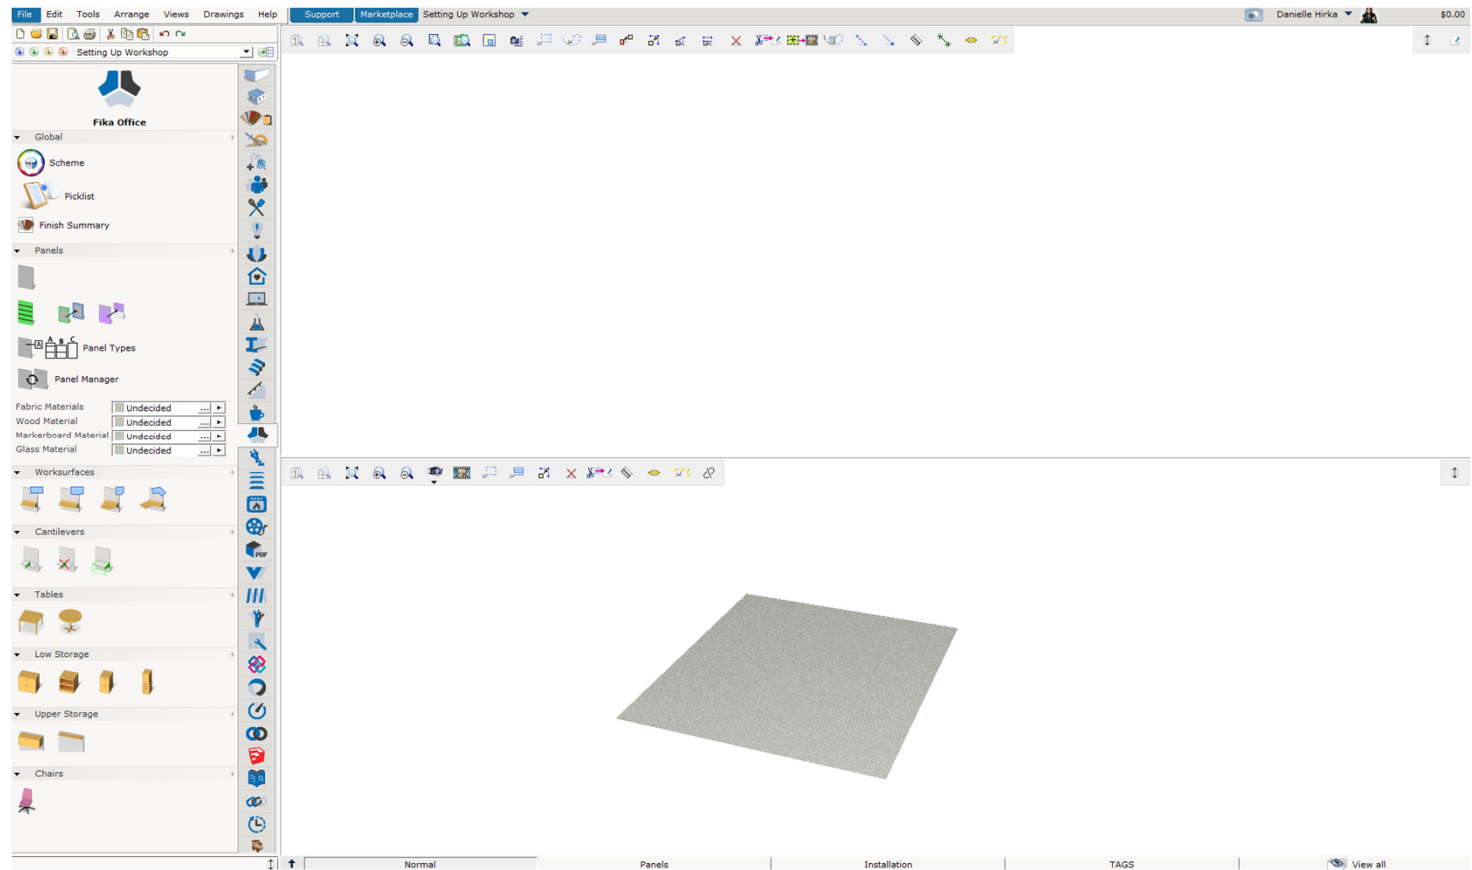 File Edit Tools Arrange Views Drawings Help Support Marketplace Setting Up Workshop Danielle Hirka $0.00
Setting Up Workshop
Fika Office
Global
Scheme
Picklist
Finish Summary
Panels
A A B C Panel Types
Panel Manager
Fabric Materials Undecided ...
Wood Material Undecided ...
Markerboard Material Undecided ...
Glass Material Undecided ...
Worksurfaces
Cantilevers
PDF
Tables
Low Storage
Upper Storage
Chairs
Normal Panels Installation TAGS View all